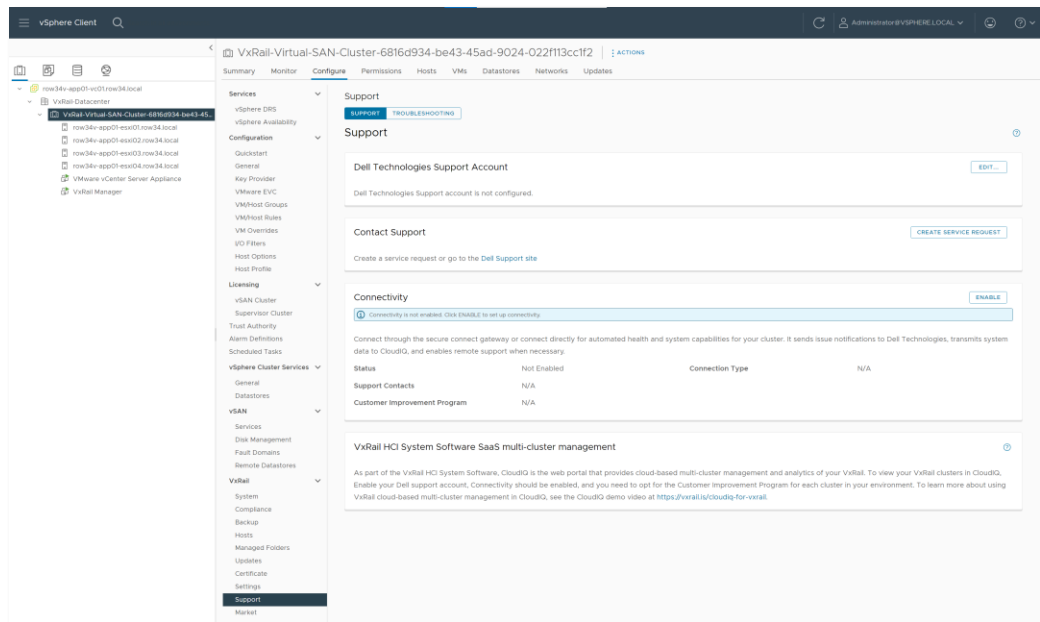 vSphere Client
Administrator@VSPHERE.LOCAL
VxRail-Virtual-SAN-Cluster-6816d934-be43-45ad-9024-022f113cc1f2
ACTIONS
Summary Monitor Configure Permissions Hosts VMs Datastores Networks Updates
row34v-app01-vc01.row34.local
VxRail-Datacenter
VxRail-Virtual-SAN-Cluster-6816d934-be43-45...
row34v-app01-esxi01.row34.local
row34v-app01-esxi02.row34.local
row34v-app01-esxi03.row34.local
row34v-app01-esxi04.row34.local
VMware vCenter Server Appliance
VxRail Manager
Services
vSphere DRS
vSphere Availability
Configuration
Quickstart
General
Key Provider
VMware EVC
VM/Host Groups
VM/Host Rules
VM Overrides
I/O Filters
Host Options
Host Profile
Licensing
vSAN Cluster
Supervisor Cluster
Trust Authority
Alarm Definitions
Scheduled Tasks
vSphere Cluster Services
General
Datastores
vSAN
Services
Disk Management
Fault Domains
Remote Datastores
VxRail
System
Compliance
Backup
Hosts
Managed Folders
Updates
Certificate
Settings
Support
Market
Support
SUPPORT TROUBLESHOOTING
Support
Dell Technologies Support Account
EDIT...
Dell Technologies Support account is not configured.
Contact Support
CREATE SERVICE REQUEST
Create a service request or go to the Dell Support site
Connectivity
ENABLE
Connectivity is not enabled. Click ENABLE to set up connectivity.
Connect through the secure connect gateway or connect directly for automated health and system capabilities for your cluster. It sends issue notifications to Dell Technologies, transmits system
data to CloudIQ, and enables remote support when necessary.
Status Not Enabled Connection Type N/A
Support Contacts N/A
Customer Improvement Program N/A
VxRail HCI System Software SaaS multi-cluster management
As part of the VxRail HCI System Software, CloudIQ is the web portal that provides cloud-based multi-cluster management and analytics of your VxRail. To view your VxRail clusters in CloudIQ,
Enable your Dell support account, Connectivity should be enabled, and you need to opt for the Customer Improvement Program for each cluster in your environment. To learn more about using
VxRail cloud-based multi-cluster management in CloudIQ, see the CloudIQ demo video at https://vxrail.is/cloudiq-for-vxrail.